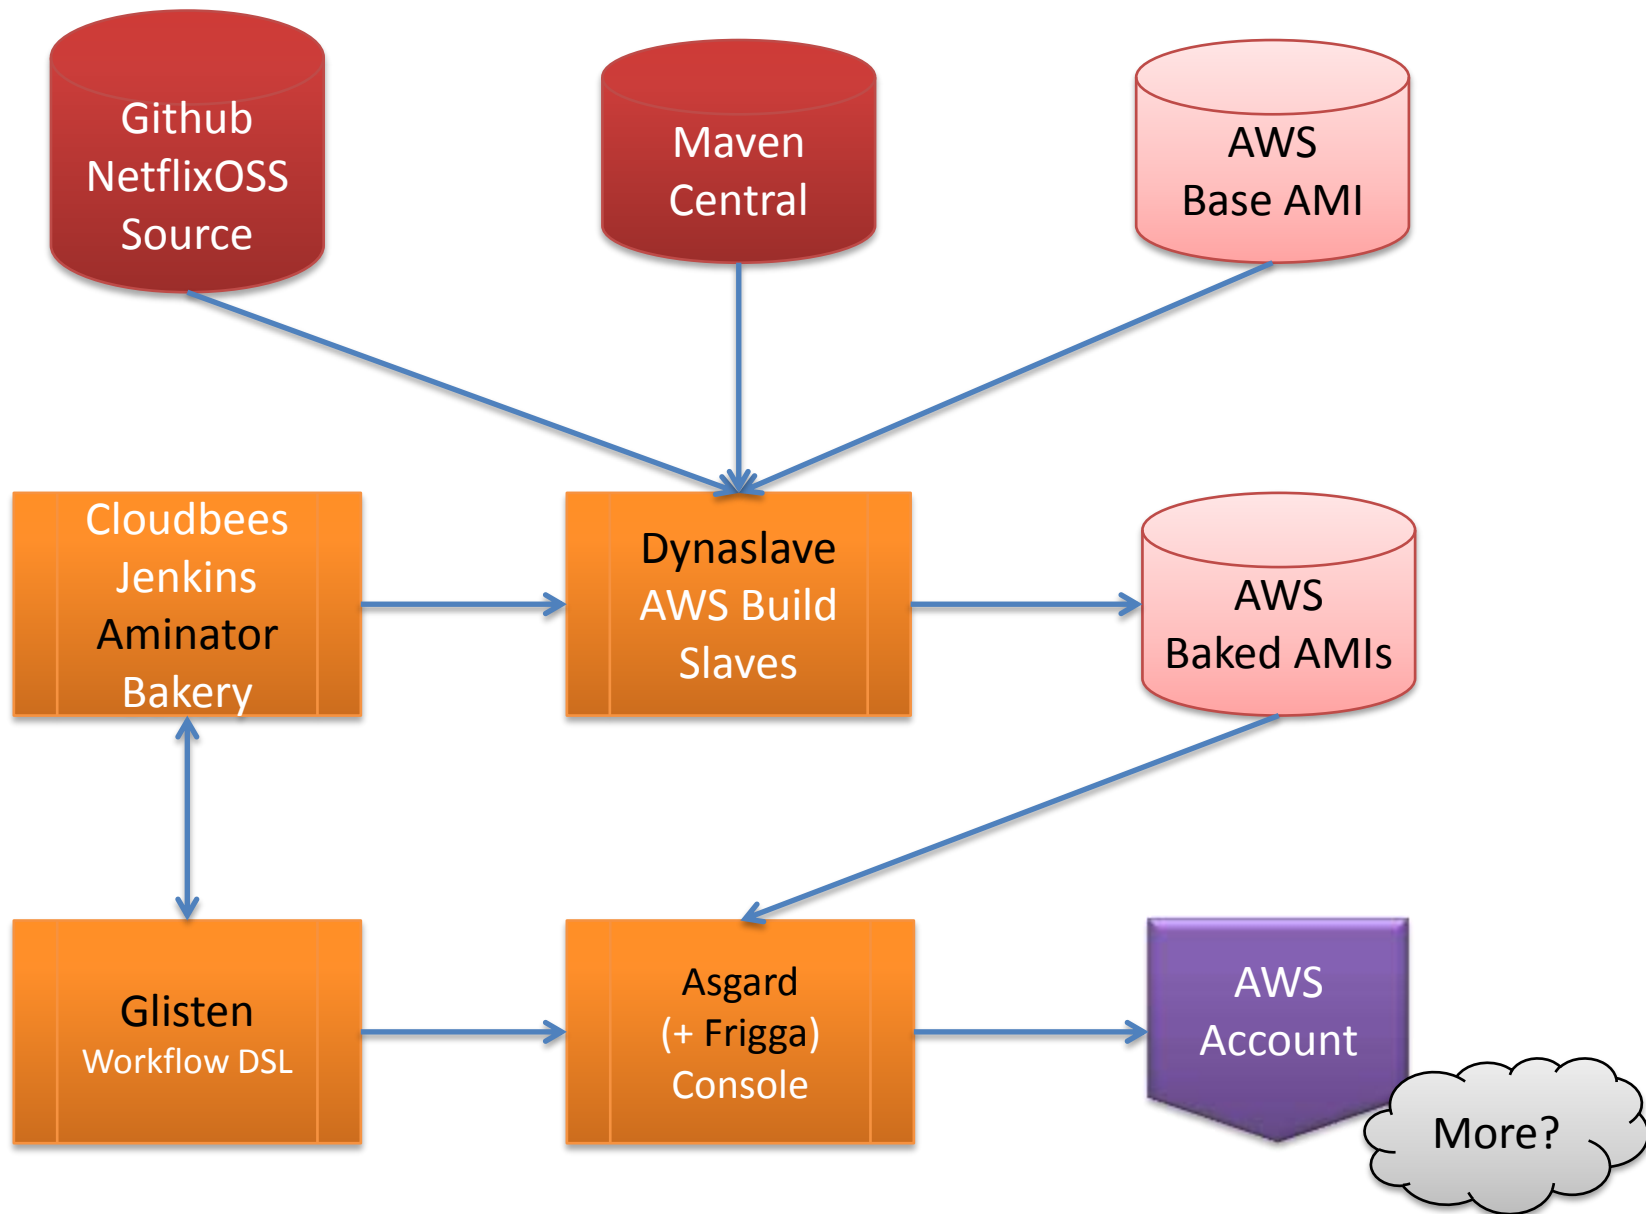 Github
NetflixOSS
Source
Maven
Central
AWS
Base AMI
Cloudbees
Jenkins
Aminator
Bakery
Dynaslave
AWS Build
Slaves
AWS
Baked AMIs
Glisten
Workflow DSL
Asgard
(+ Frigga)
Console
AWS
Account
More?